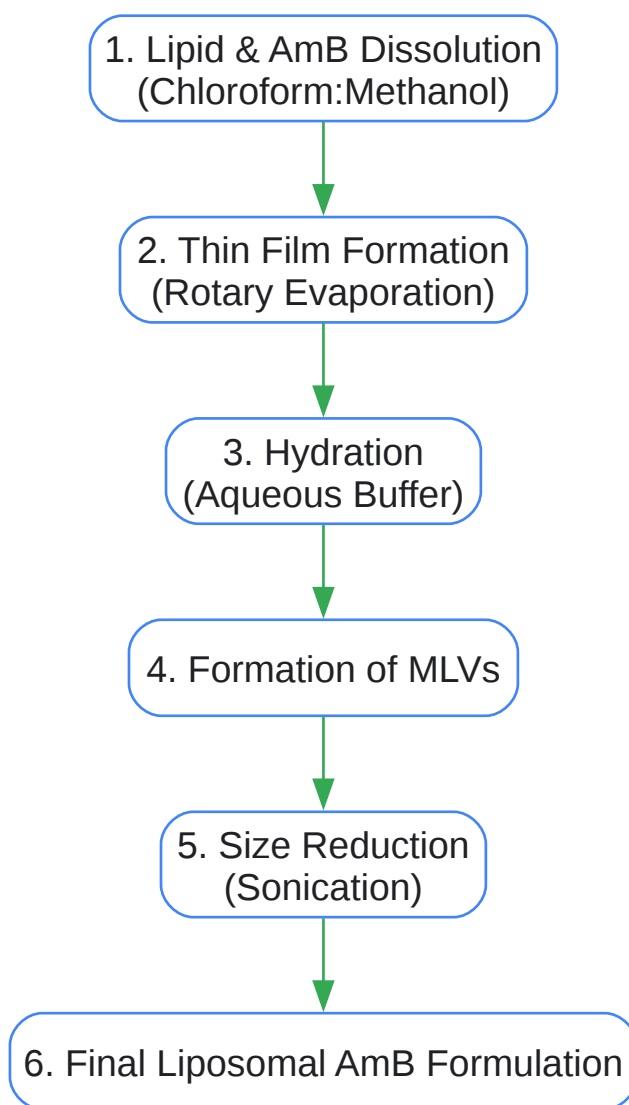 1. Lipid & AmB Dissolution
(Chloroform:Methanol)
2. Thin Film Formation
(Rotary Evaporation)
3. Hydration
(Aqueous Buffer)
4. Formation of MLVs
5. Size Reduction
(Sonication)
6. Final Liposomal AmB Formulation